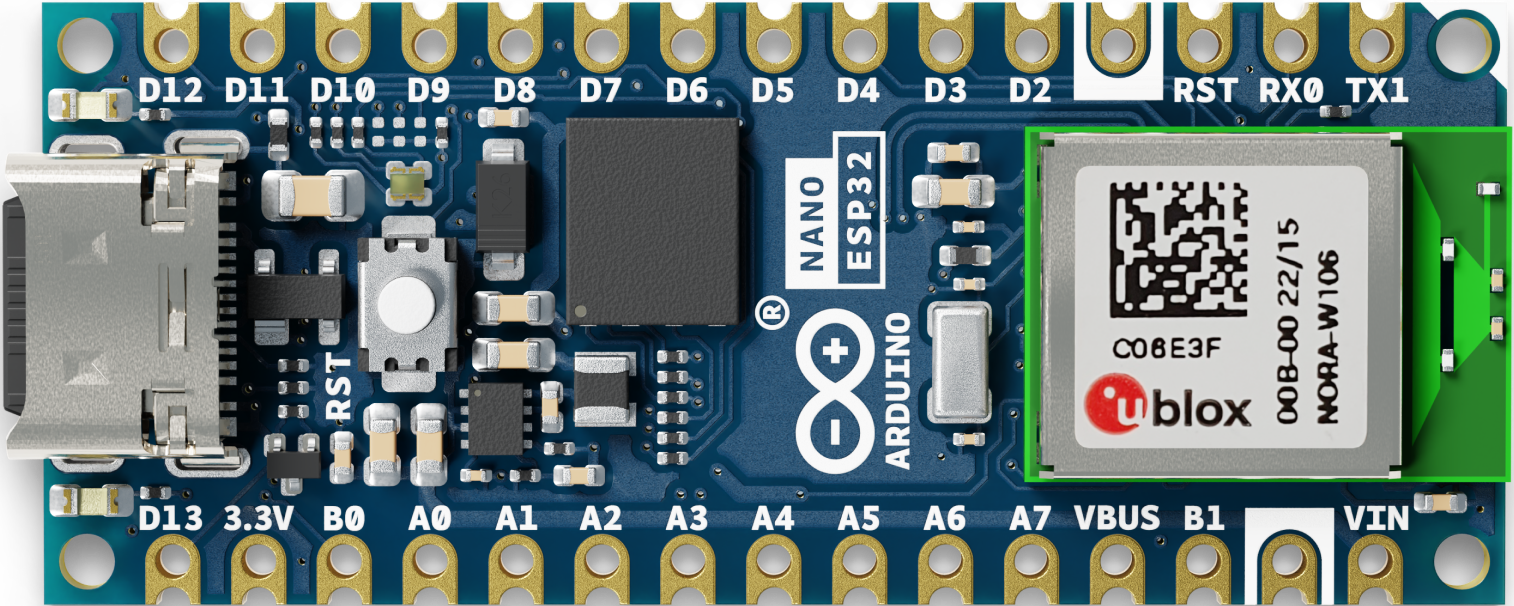 D12 D11 D10 D9 D8 D7 D6 D5 D4 D3 D2 RST RX0 TX1
NANO
ESP32
®
ARDUINO
RST
C06E3F
ublox
00B-00 22/15
NORA-W106
D13 3.3V B0 A0 A1 A2 A3 A4 A5 A6 A7 VBUS B1 VIN